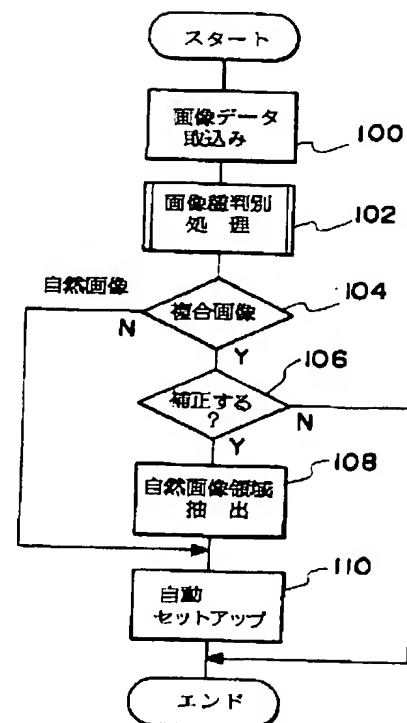 スタート
画像データ
取込み
100
画像種判別
処 理
102
複合画像
104
自然画像
N
Y
補正する
?
106
N
Y
自然画像領域
抽 出
108
自動
セットアップ
110
エンド